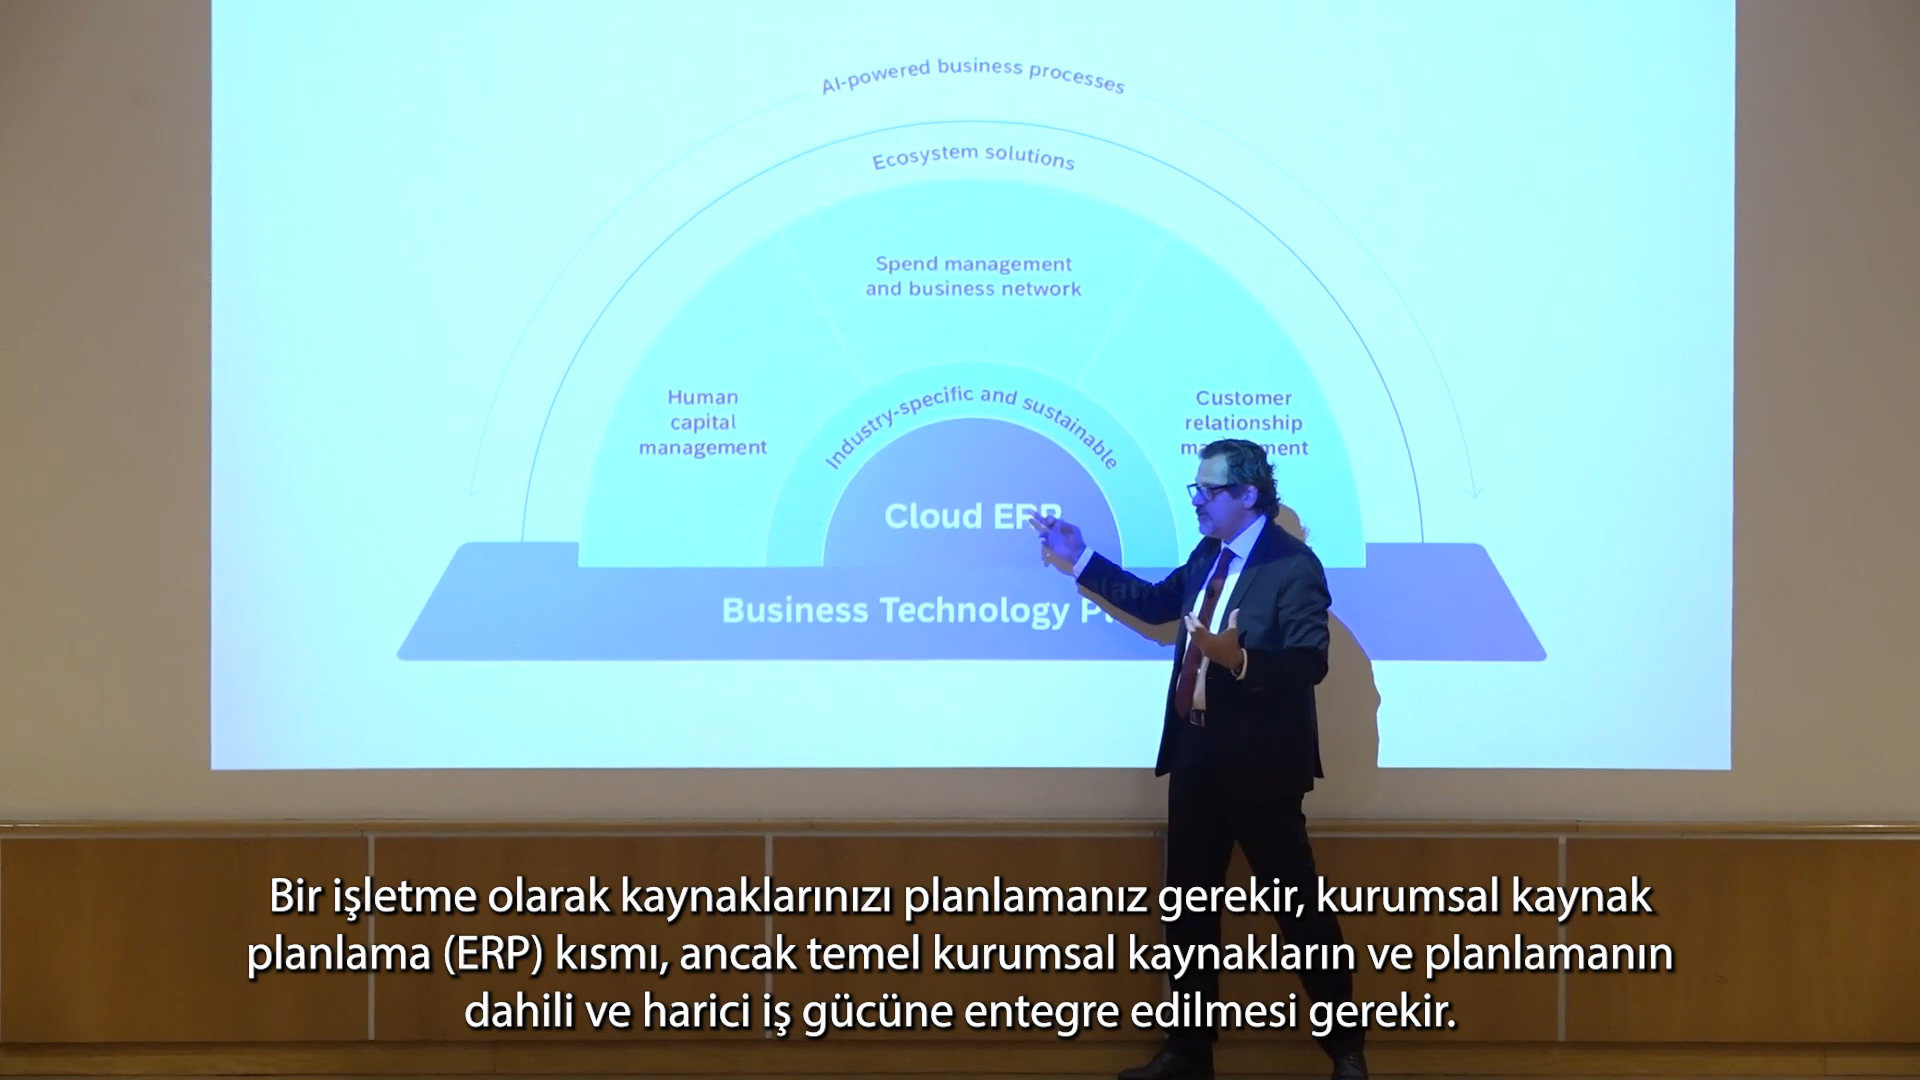 AI-powered business processes
Ecosystem solutions
Spend management
and business network
Human
capital
management
Customer
relationship
Industry-specific and sustainable
Cloud ERP
Business Technology
Bir işletme olarak kaynaklarınızı planlamanız gerekir, kurumsal kaynak
planlama (ERP) kısmı, ancak temel kurumsal kaynakların ve planlamanın
dahili ve harici iş gücüne entegre edilmesi gerekir.